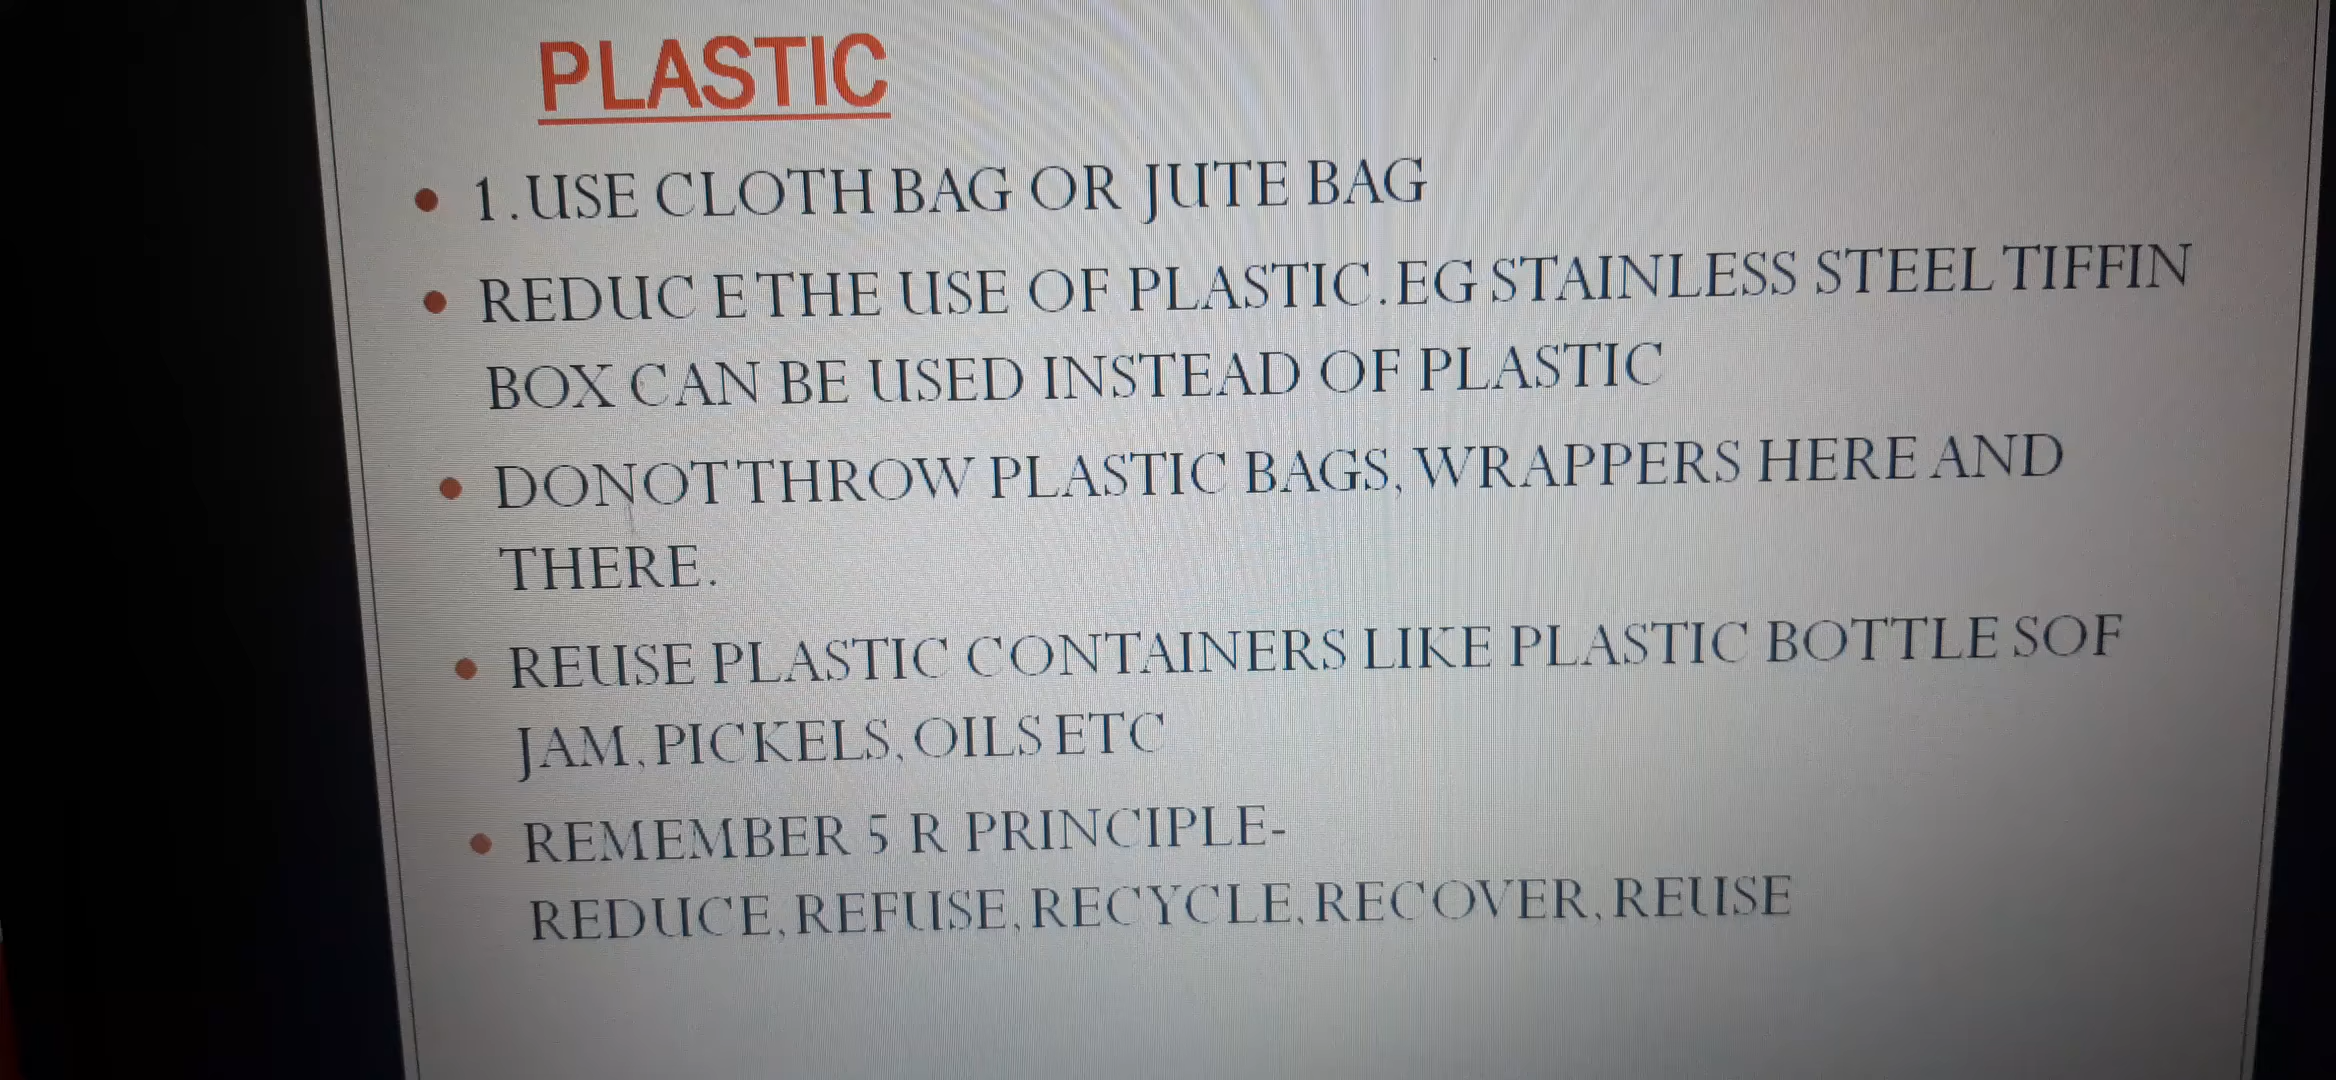 PLASTIC
• 1.USE CLOTH BAG OR JUTE BAG
• REDUC E THE USE OF PLASTIC.EG STAINLESS STEEL TIFFIN
BOX CAN BE USED INSTEAD OF PLASTIC
• DONOT THROW PLASTIC BAGS, WRAPPERS HERE AND
THERE.
• REUSE PLASTIC CONTAINERS LIKE PLASTIC BOTTLE SOF
JAM,PICKELS,OILS ETC
• REMEMBER 5 R PRINCIPLE-
REDUCE,REFUSE,RECYCLE,RECOVER,REUSE